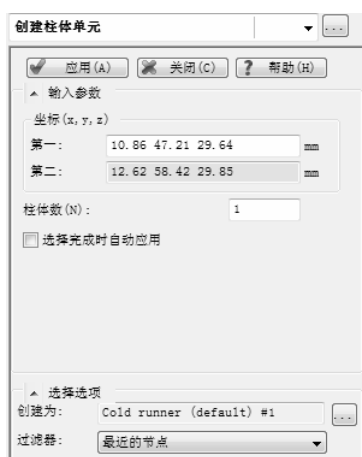 创建柱体单元
...
应用(A) 关闭(C) ? 帮助(H)
输入参数
坐标(x,y,z)
第一: 10.86 47.21 29.64 mm
第二: 12.62 58.42 29.85 mm
柱体数(N): 1
选择完成时自动应用
选择选项
创建为: Cold runner (default) #1 ...
过滤器: 最近的节点